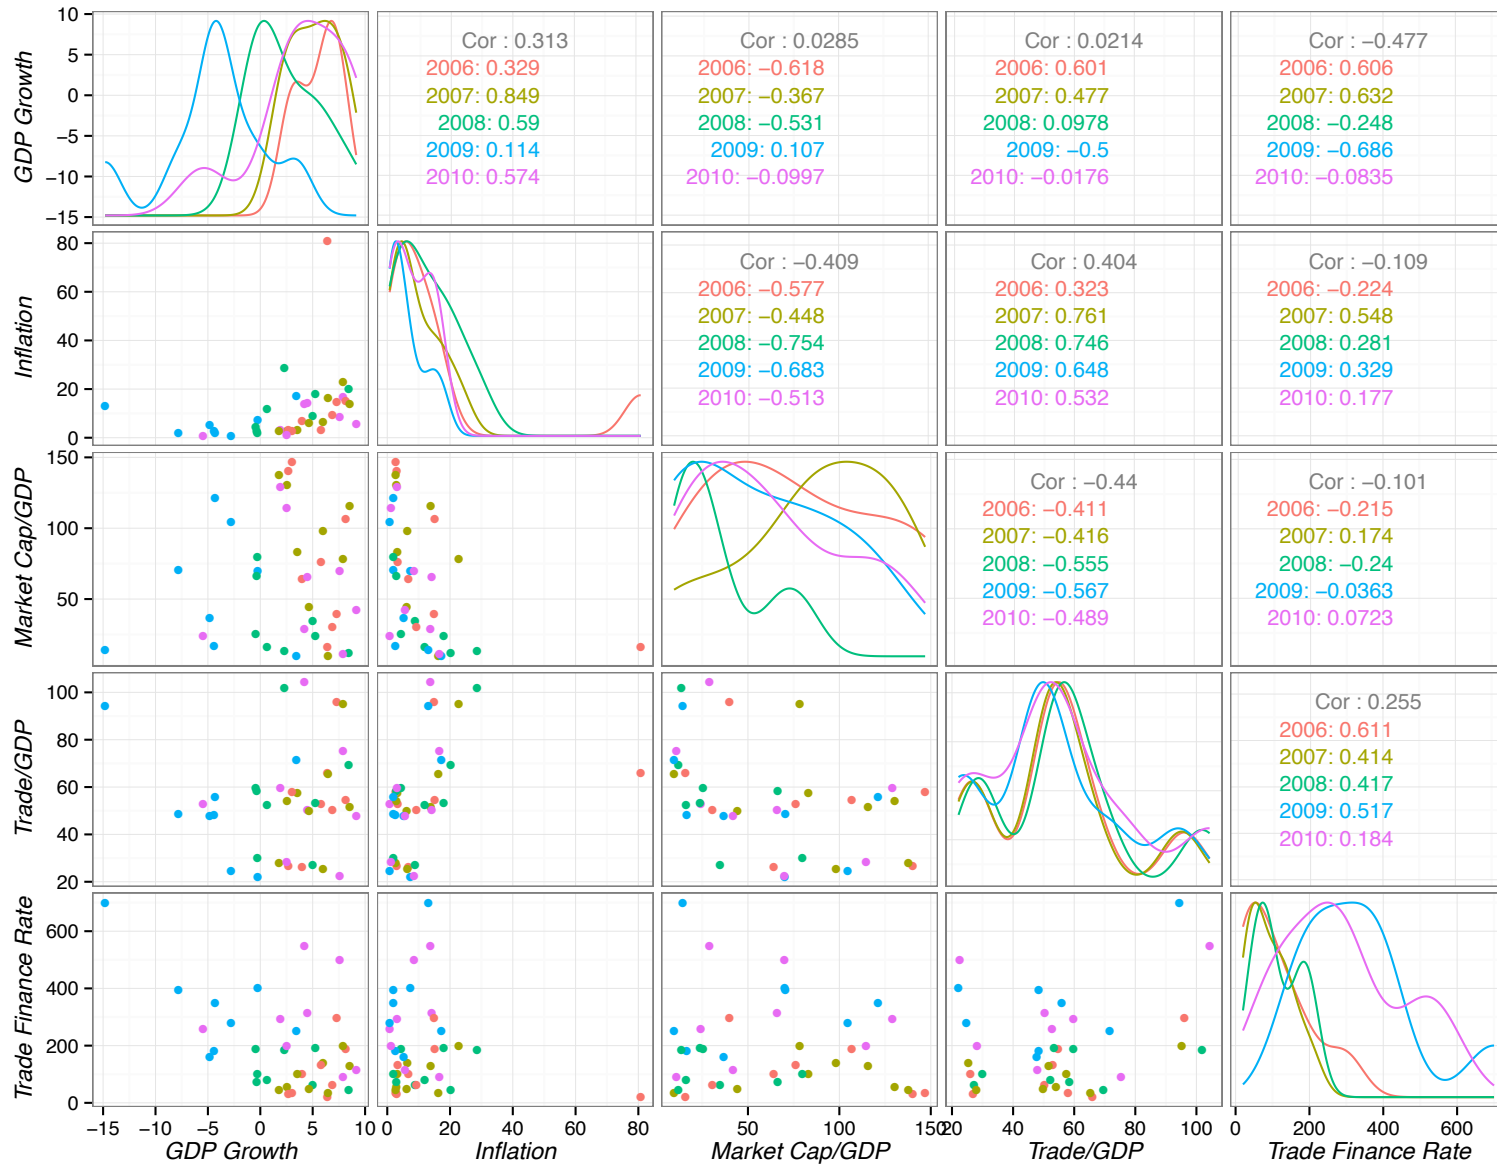 GDP Growth
10
5
0
−5
−10
−15
Cor : 0.313
2006: 0.329
2007: 0.849
2008: 0.59
2009: 0.114
2010: 0.574
Cor : 0.0285
2006: −0.618
2007: −0.367
2008: −0.531
2009: 0.107
2010: −0.0997
Cor : 0.0214
2006: 0.601
2007: 0.477
2008: 0.0978
2009: −0.5
2010: −0.0176
Cor : −0.477
2006: 0.606
2007: 0.632
2008: −0.248
2009: −0.686
2010: −0.0835
Inflation
80
60
40
20
0
Cor : −0.409
2006: −0.577
2007: −0.448
2008: −0.754
2009: −0.683
2010: −0.513
Cor : 0.404
2006: 0.323
2007: 0.761
2008: 0.746
2009: 0.648
2010: 0.532
Cor : −0.109
2006: −0.224
2007: 0.548
2008: 0.281
2009: 0.329
2010: 0.177
Market Cap/GDP
150
100
50
Cor : −0.44
2006: −0.411
2007: −0.416
2008: −0.555
2009: −0.567
2010: −0.489
Cor : −0.101
2006: −0.215
2007: 0.174
2008: −0.24
2009: −0.0363
2010: 0.0723
Trade/GDP
100
80
60
40
20
Cor : 0.255
2006: 0.611
2007: 0.414
2008: 0.417
2009: 0.517
2010: 0.184
Trade Finance Rate
600
400
200
0
−15 −10 −5 0 5 10
0 20 40 60 80
50 100 150
20 40 60 80 100
0 200 400 600
GDP Growth
Inflation
Market Cap/GDP
Trade/GDP
Trade Finance Rate